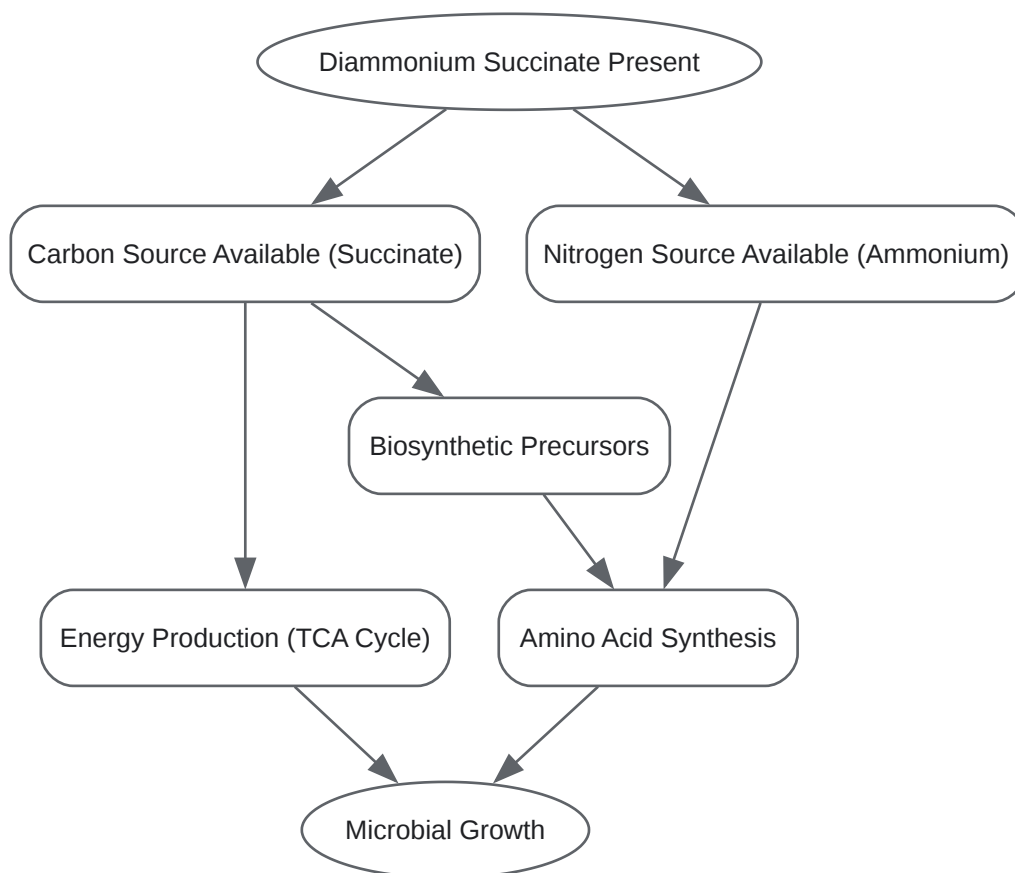 Diammonium Succinate Present
Carbon Source Available (Succinate)
Nitrogen Source Available (Ammonium)
Biosynthetic Precursors
Energy Production (TCA Cycle)
Amino Acid Synthesis
Microbial Growth